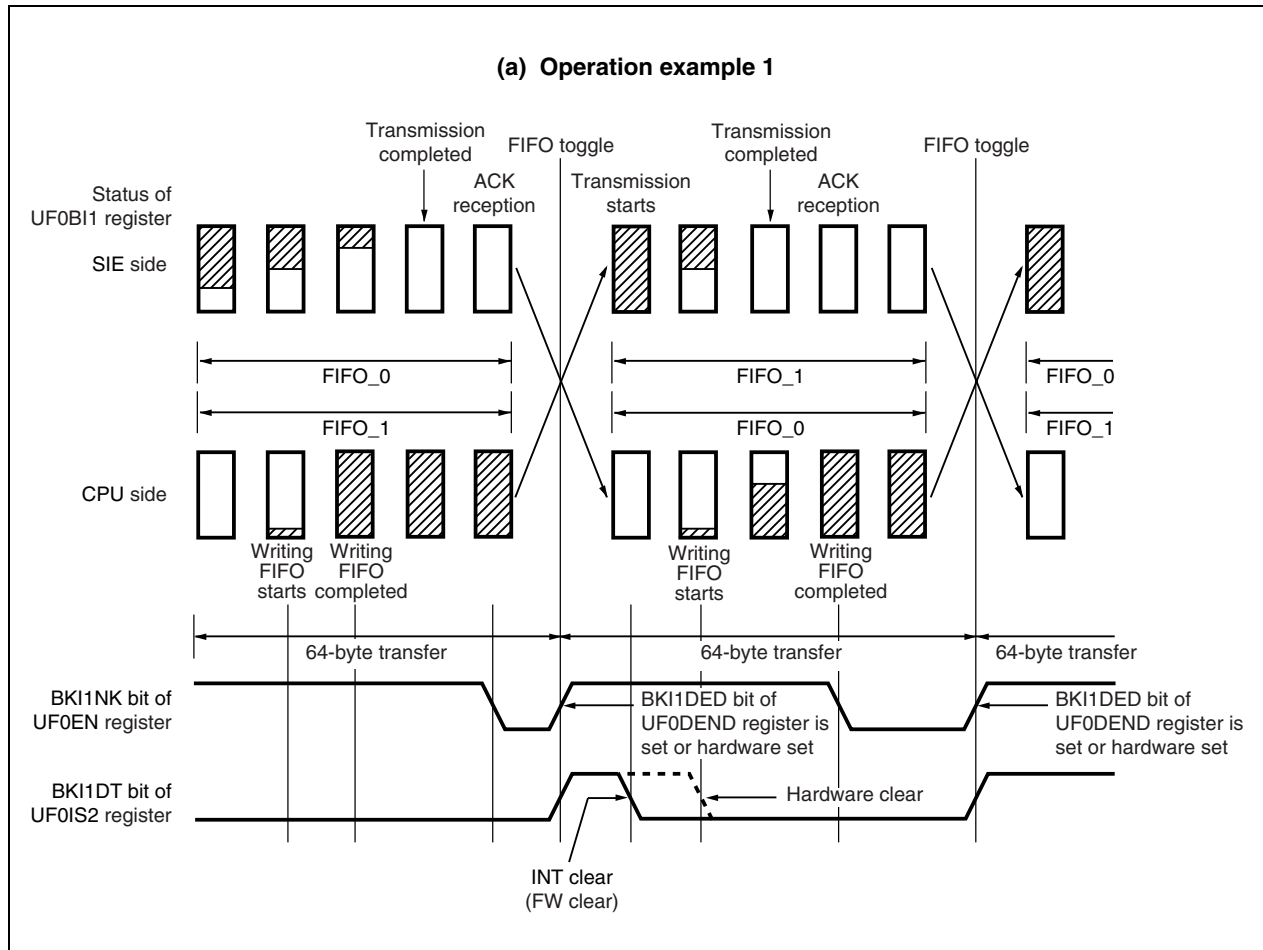 (a) Operation example 1
Transmission
completed
FIFO toggle
Transmission
completed
FIFO toggle
Status of
UF0BI1 register
ACK
reception
Transmission
starts
ACK
reception
SIE side
FIFO_0
FIFO_1
FIFO_0
FIFO_1
FIFO_0
FIFO_1
CPU side
Writing
FIFO
starts
Writing
FIFO
completed
Writing
FIFO
starts
Writing
FIFO
completed
64-byte transfer
64-byte transfer
64-byte transfer
BKI1NK bit of
UF0EN register
BKI1DED bit of
UF0DEND register is
set or hardware set
BKI1DED bit of
UF0DEND register is
set or hardware set
BKI1DT bit of
UF0IS2 register
Hardware clear
INT clear
(FW clear)